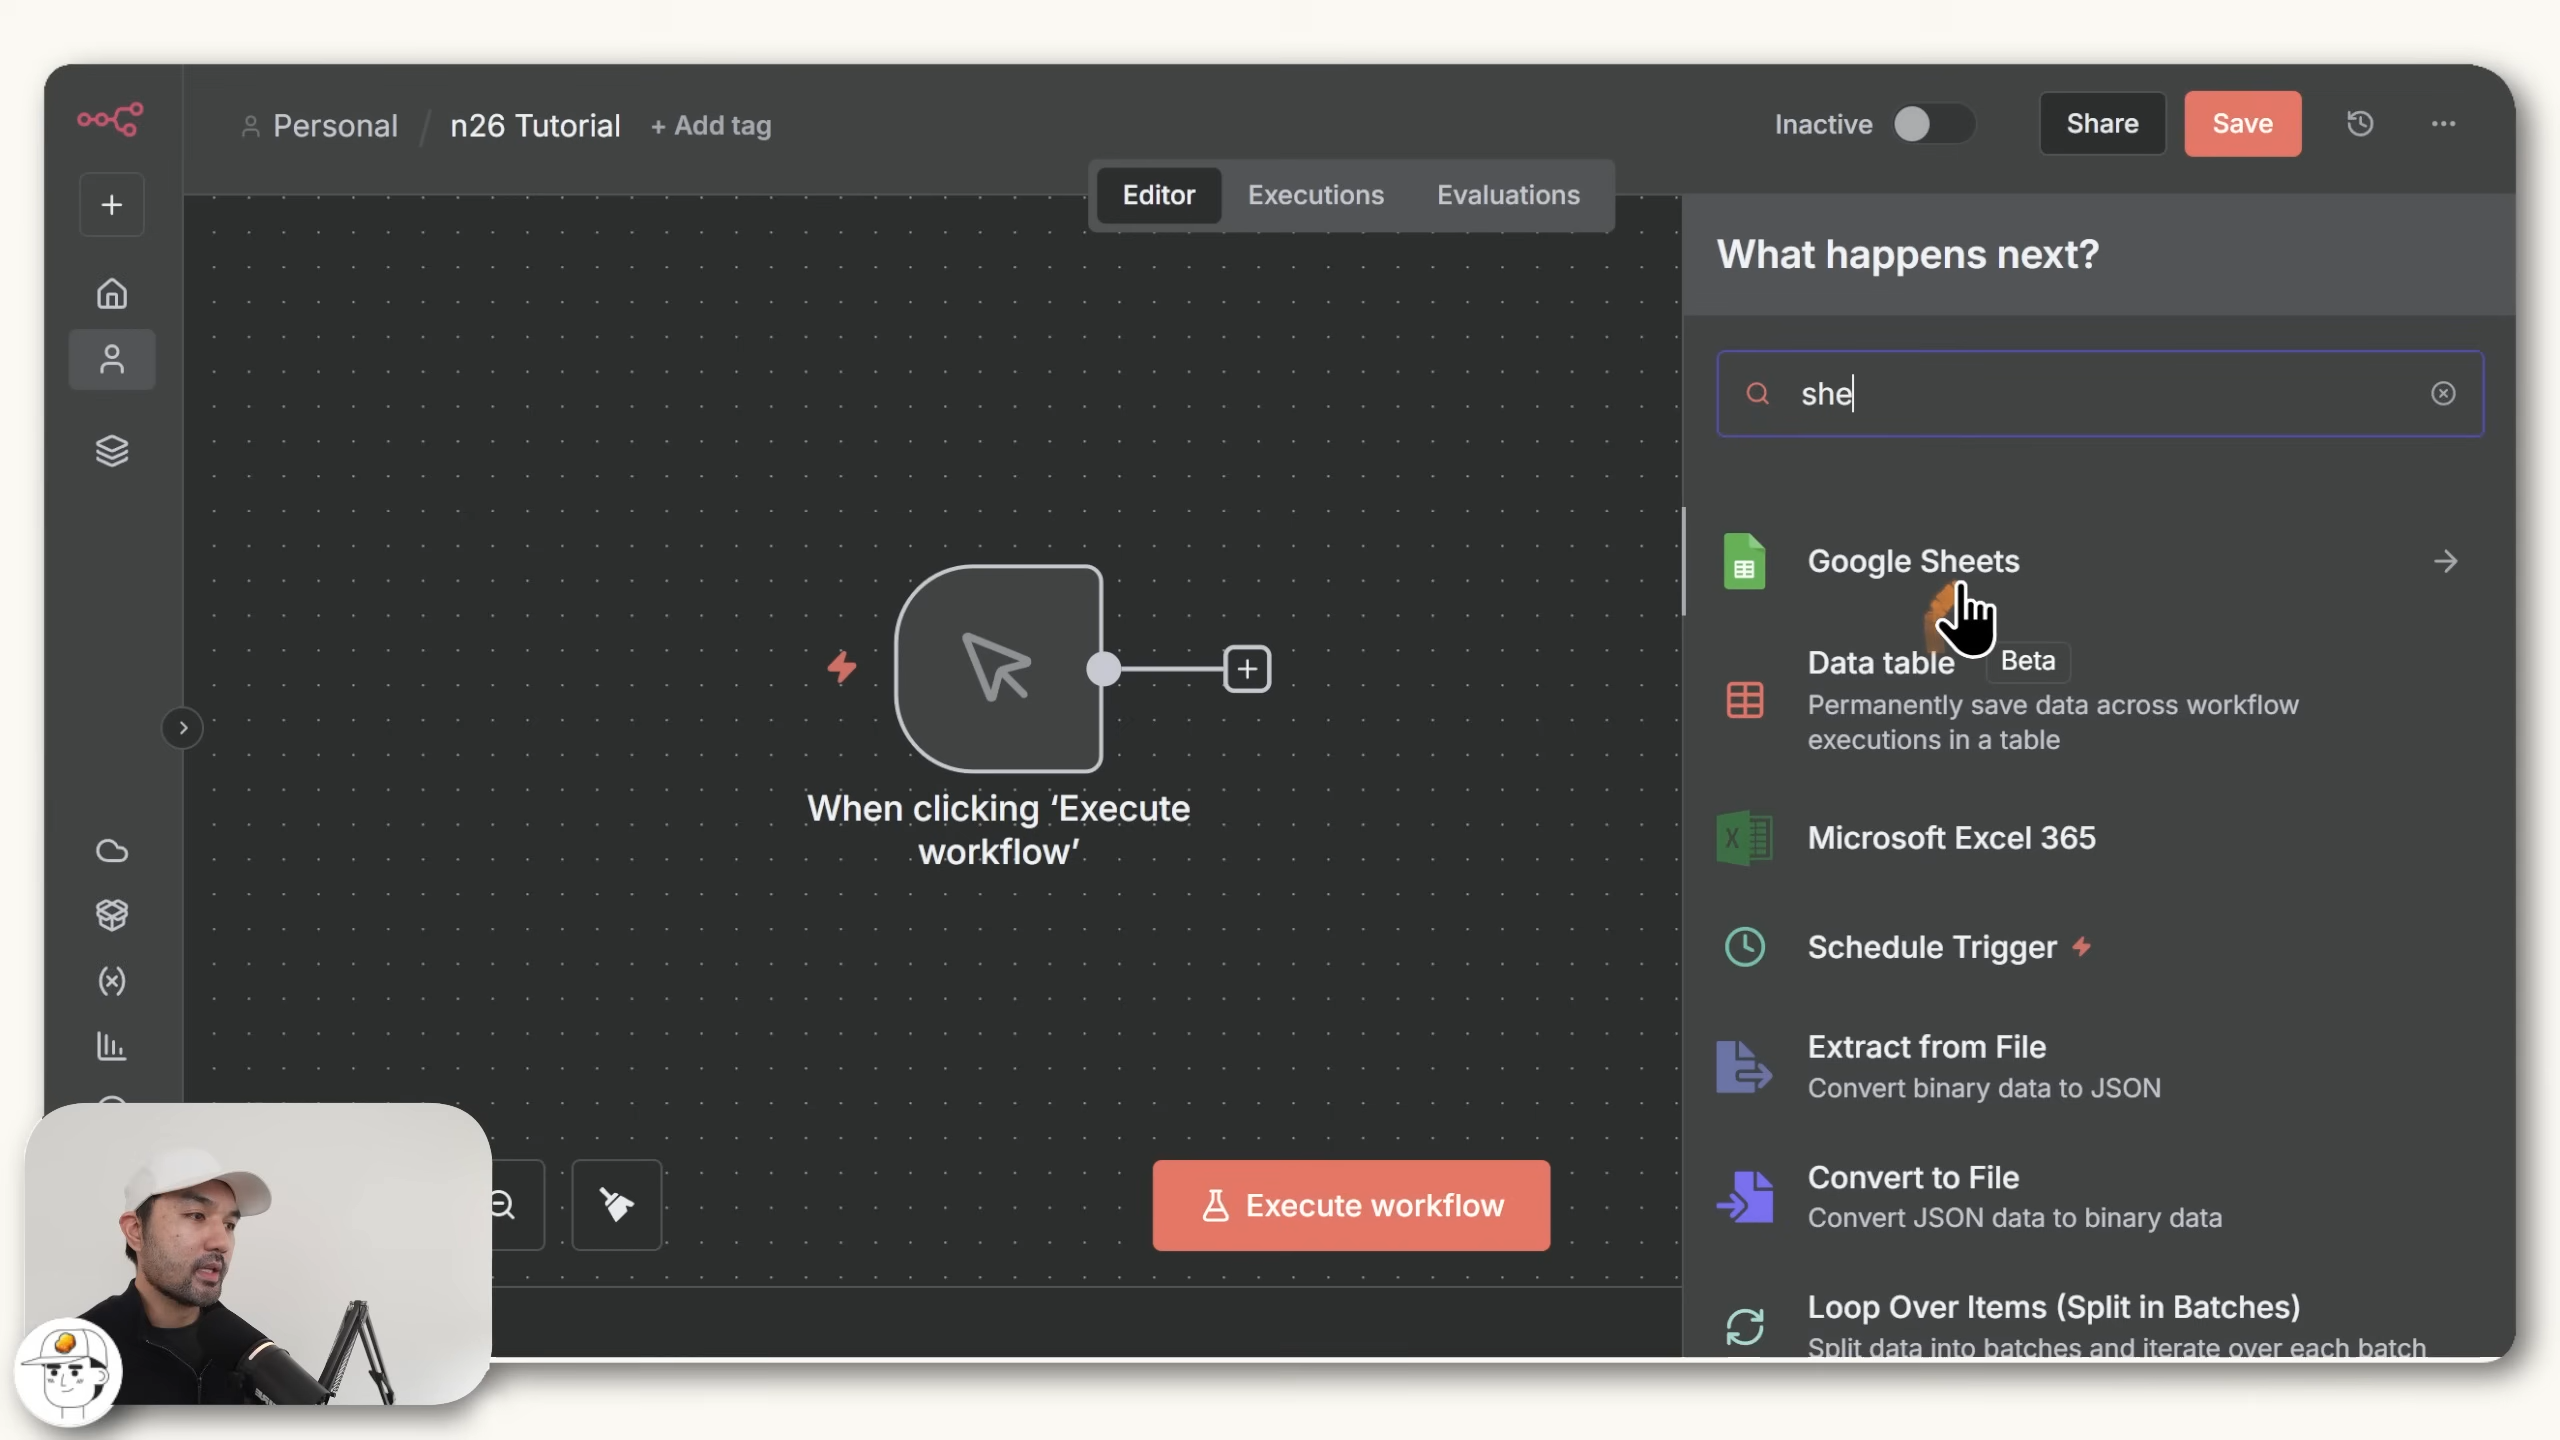 Personal / n26 Tutorial + Add tag
Inactive
Share
Save
Editor
Executions
Evaluations
When clicking ‘Execute
workflow’
Execute workflow
What happens next?
she
Google Sheets
Data table Beta
Permanently save data across workflow
executions in a table
Microsoft Excel 365
Schedule Trigger
Extract from File
Convert binary data to JSON
Convert to File
Convert JSON data to binary data
Loop Over Items (Split in Batches)
Split data into batches and iterate over each batch